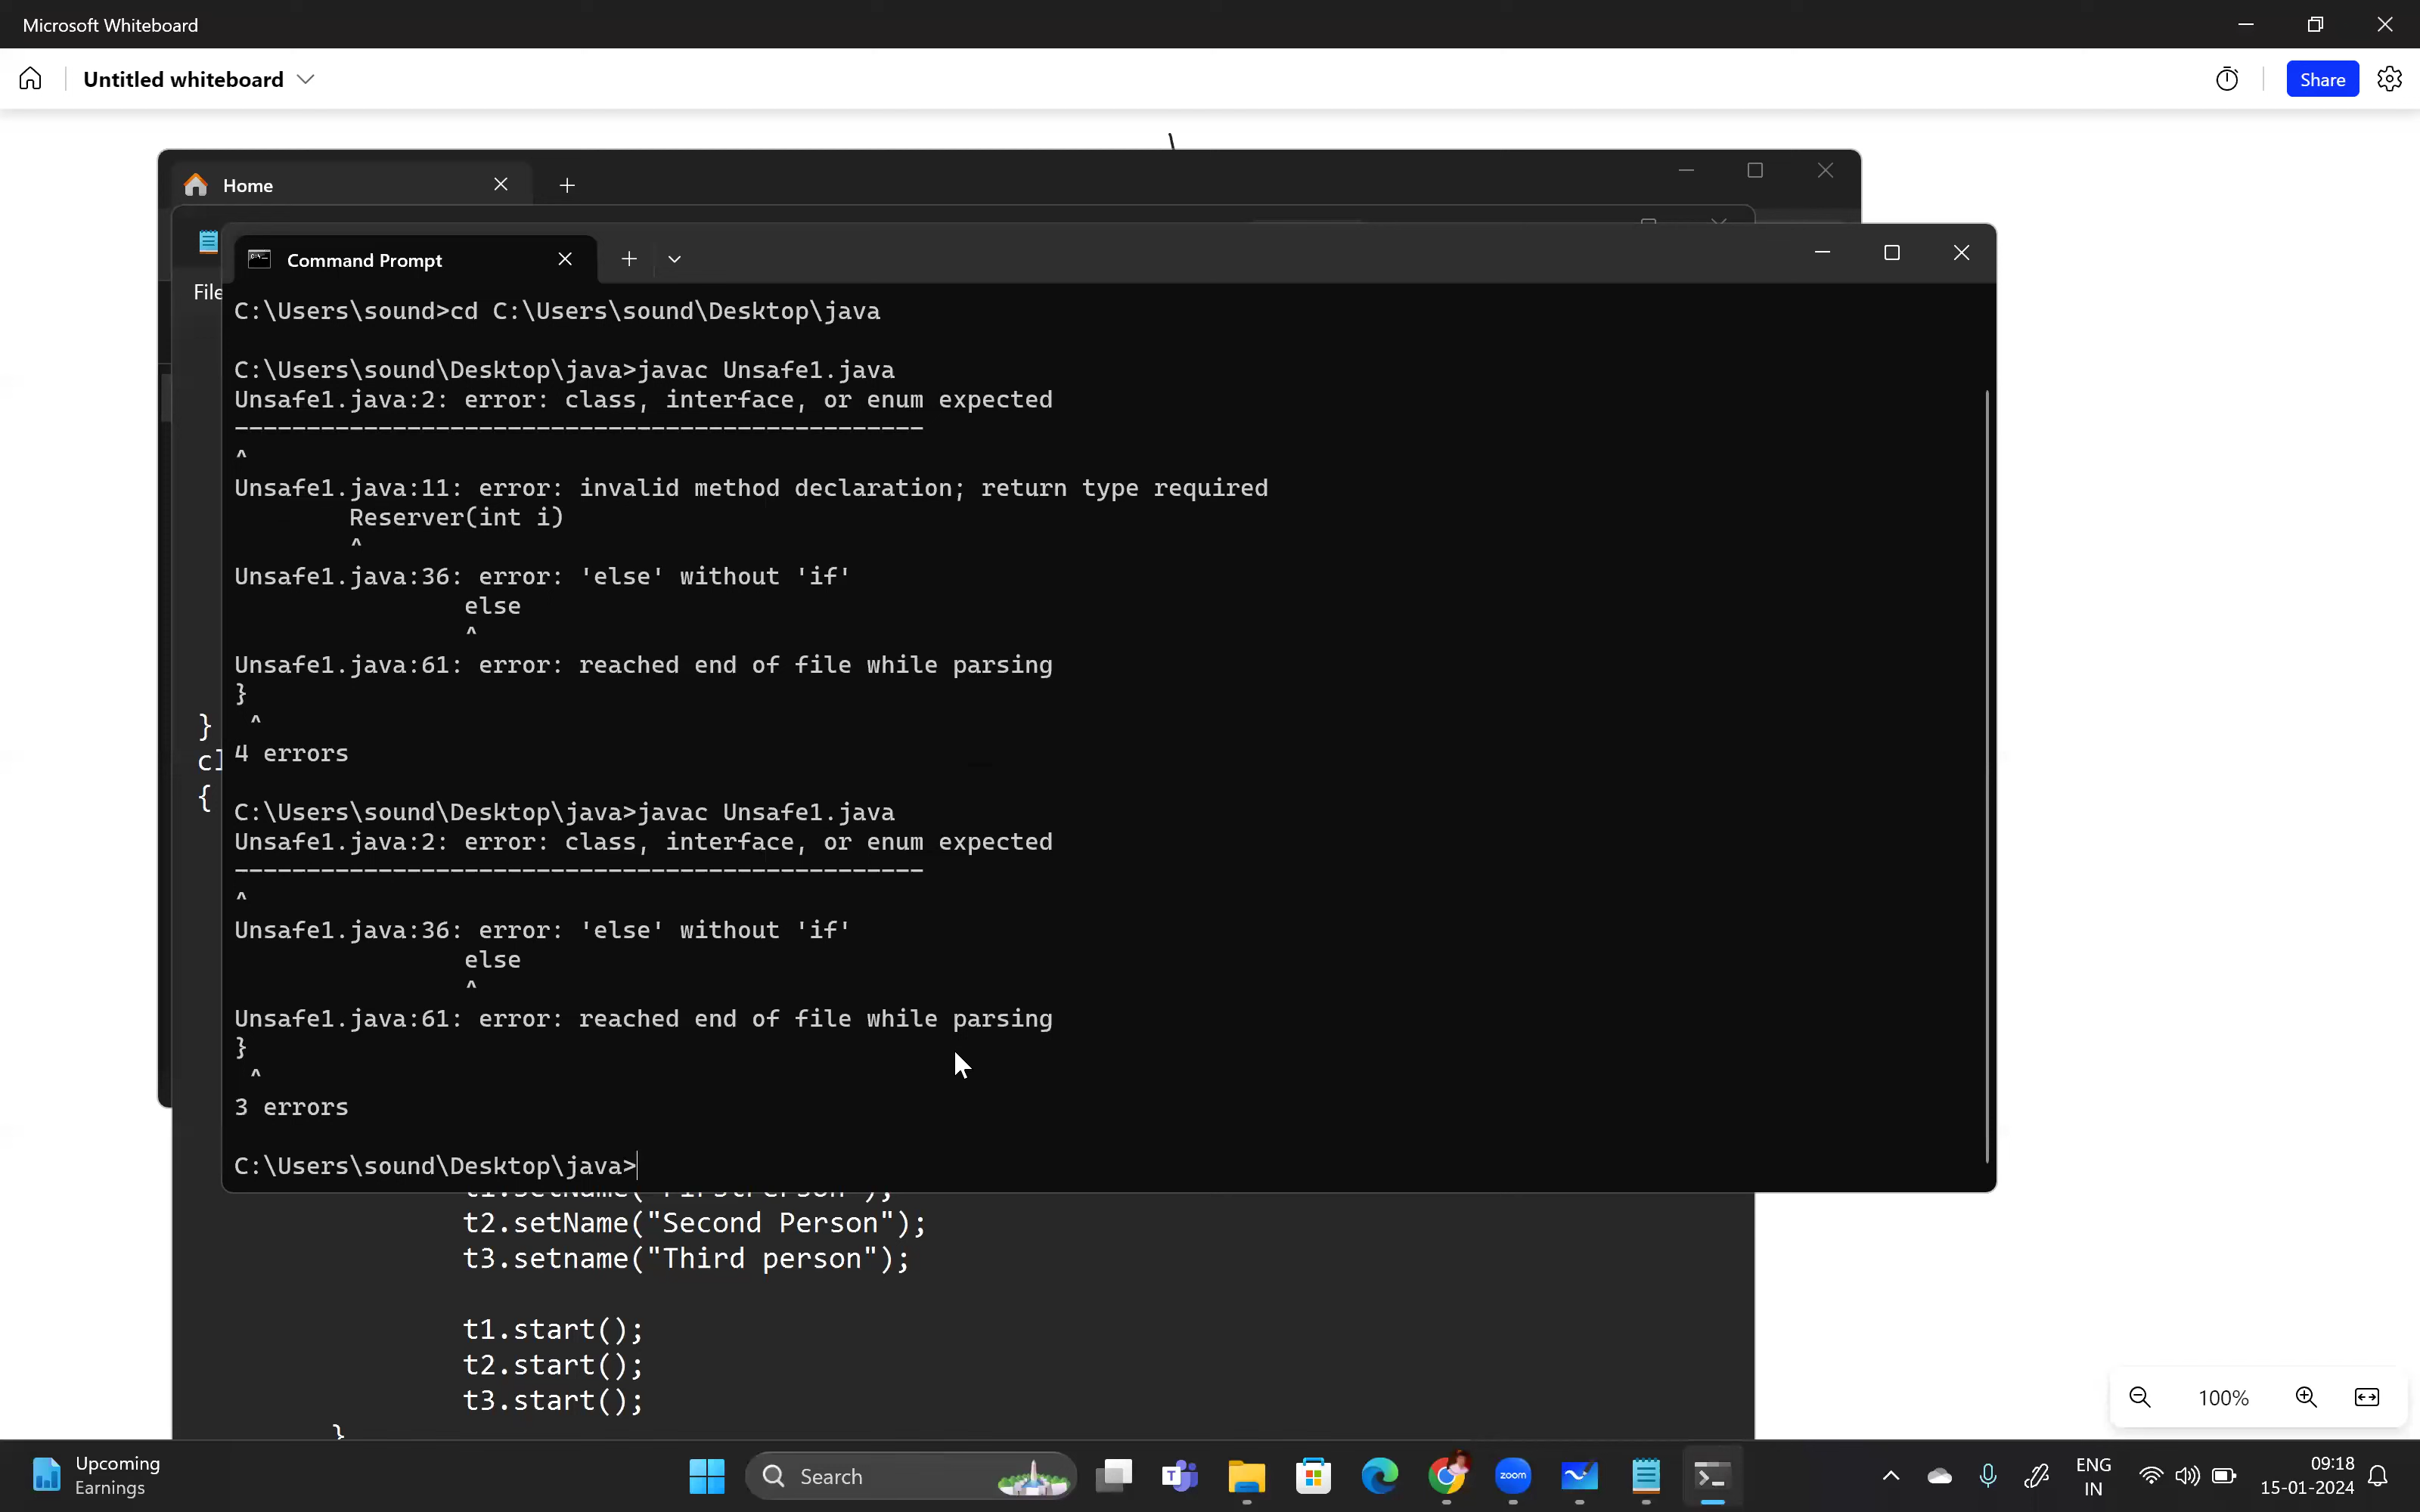 Microsoft Whiteboard
Untitled whiteboard
Share
Home
Command Prompt
File
C:\Users\sound>cd C:\Users\sound\Desktop\java
C:\Users\sound\Desktop\java>javac Unsafe1.java
Unsafe1.java:2: error: class, interface, or enum expected
------------------------------------------------
^
Unsafe1.java:11: error: invalid method declaration; return type required
Reserver(int i)
^
Unsafe1.java:36: error: 'else' without 'if'
else
^
Unsafe1.java:61: error: reached end of file while parsing
}
^
}
cl
4 errors
{
C:\Users\sound\Desktop\java>javac Unsafe1.java
Unsafe1.java:2: error: class, interface, or enum expected
------------------------------------------------
^
Unsafe1.java:36: error: 'else' without 'if'
else
^
Unsafe1.java:61: error: reached end of file while parsing
}
^
3 errors
C:\Users\sound\Desktop\java>
t2.setName("Second Person");
t3.setname("Third person");
t1.start();
t2.start();
t3.start();
}
100%
Upcoming
Earnings
Search
zoom
ENG
IN
09:18
15-01-2024